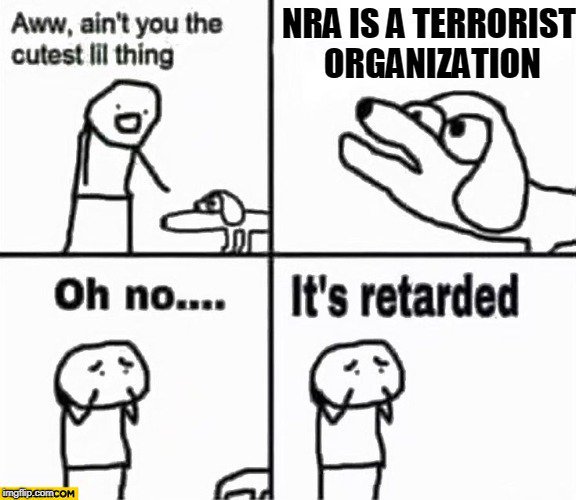 Aww, ain't you the
cutest lil thing
NRA IS A TERRORIST
ORGANIZATION
Oh no....
It's retarded
imgflip.com